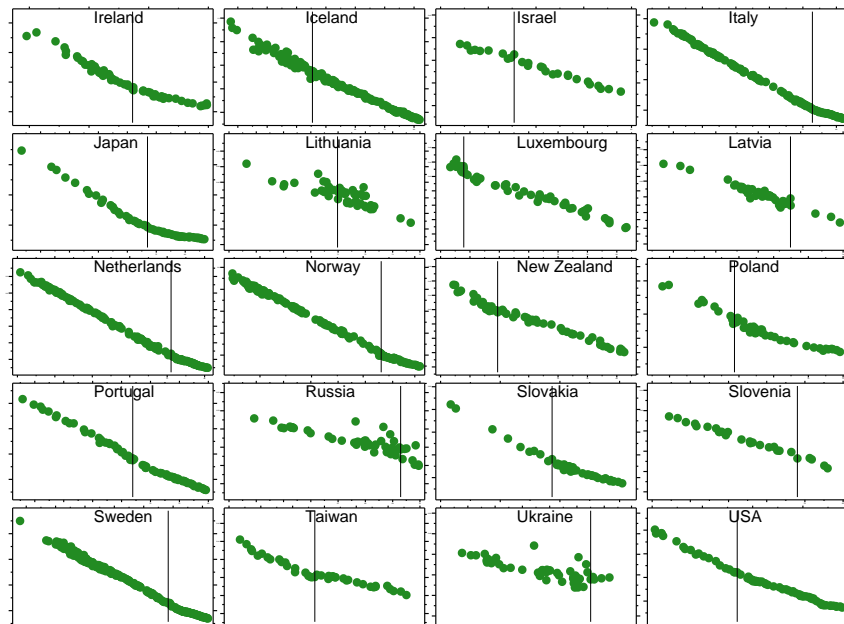 Ireland
Iceland
Israel
Italy
Japan
Lithuania
Luxembourg
Latvia
Netherlands
Norway
New Zealand
Poland
Portugal
Russia
Slovakia
Slovenia
Sweden
Taiwan
Ukraine
USA